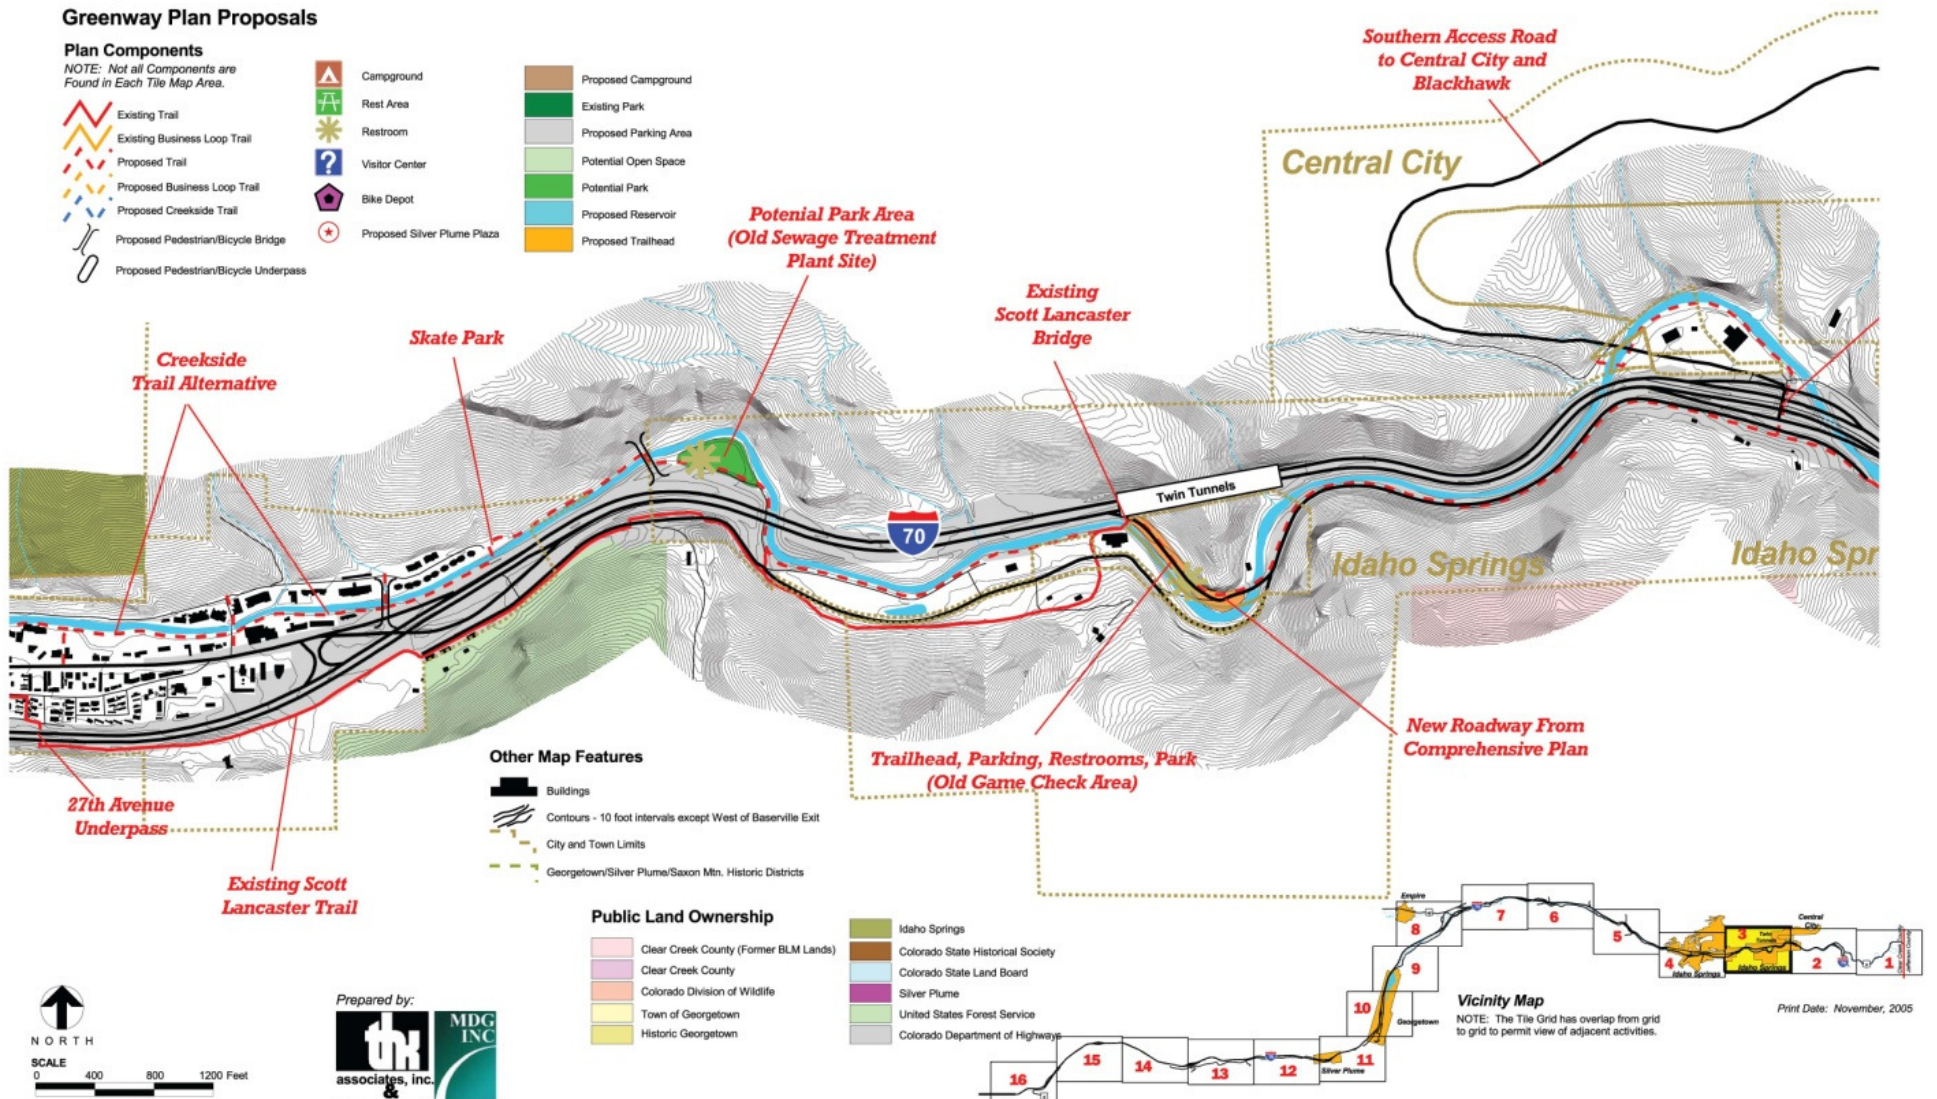 Greenway Plan Proposals
Plan Components
NOTE: Not all Components are
Found in Each Tile Map Area.
Existing Trail
Existing Business Loop Trail
Proposed Trail
Proposed Business Loop Trail
Proposed Creekside Trail
Proposed Pedestrian/Bicycle Bridge
Proposed Pedestrian/Bicycle Underpass
Campground
Rest Area
Restroom
?
Visitor Center
Bike Depot
Proposed Silver Plume Plaza
Proposed Campground
Existing Park
Proposed Parking Area
Potential Open Space
Potential Park
Proposed Reservoir
Proposed Trailhead
Southern Access Road
to Central City and
Blackhawk
Central City
Potenial Park Area
(Old Sewage Treatment
Plant Site)
Existing
Scott Lancaster
Bridge
Skate Park
Creekside
Trail Alternative
Twin Tunnels
70
Idaho Springs
Idaho Spr
New Roadway From
Comprehensive Plan
Trailhead, Parking, Restrooms, Park
(Old Game Check Area)
27th Avenue
Underpass
Existing Scott
Lancaster Trail
Other Map Features
Buildings
Contours - 10 foot intervals except West of Baserville Exit
City and Town Limits
Georgetown/Silver Plume/Saxon Mtn. Historic Districts
Public Land Ownership
Clear Creek County (Former BLM Lands)
Clear Creek County
Colorado Division of Wildlife
Town of Georgetown
Historic Georgetown
Idaho Springs
Colorado State Historical Society
Colorado State Land Board
Silver Plume
United States Forest Service
Colorado Department of Highways
NORTH
SCALE
0 400 800 1200 Feet
Prepared by:
thk
associates, inc.
&
MDG
INC
Empire
8
7
6
5
4
Idaho Springs
3
Twin
Tunnels
Idaho Springs
Central
City
2
1
Clear Creek County
Jefferson County
9
10
Georgetown
11
Silver Plume
12
13
14
15
16
Vicinity Map
NOTE: The Tile Grid has overlap from grid
to grid to permit view of adjacent activities.
Print Date: November, 2005